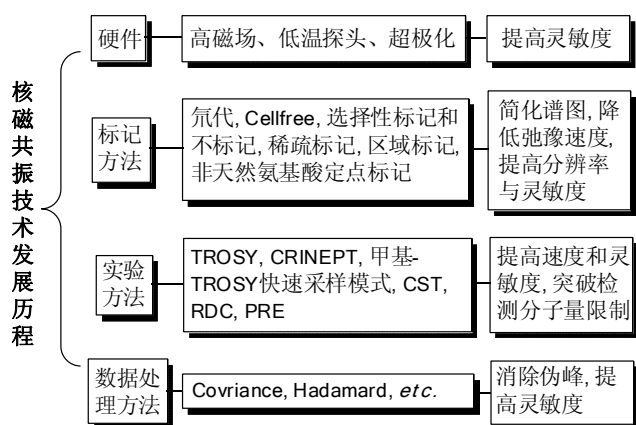 核磁共振技术发展历程
硬件
高磁场、低温探头、超极化
提高灵敏度
标记
方法
氘代, Cellfree, 选择性标记和
不标记, 稀疏标记, 区域标记,
非天然氨基酸定点标记
简化谱图, 降
低弛豫速度,
提高分辨率
与灵敏度
实验
方法
TROSY, CRINEPT, 甲基-
TROSY快速采样模式, CST,
RDC, PRE
提高速度和灵
敏度, 突破检
测分子量限制
数据处
理方法
Covriance, Hadamard, etc.
消除伪峰, 提
高灵敏度